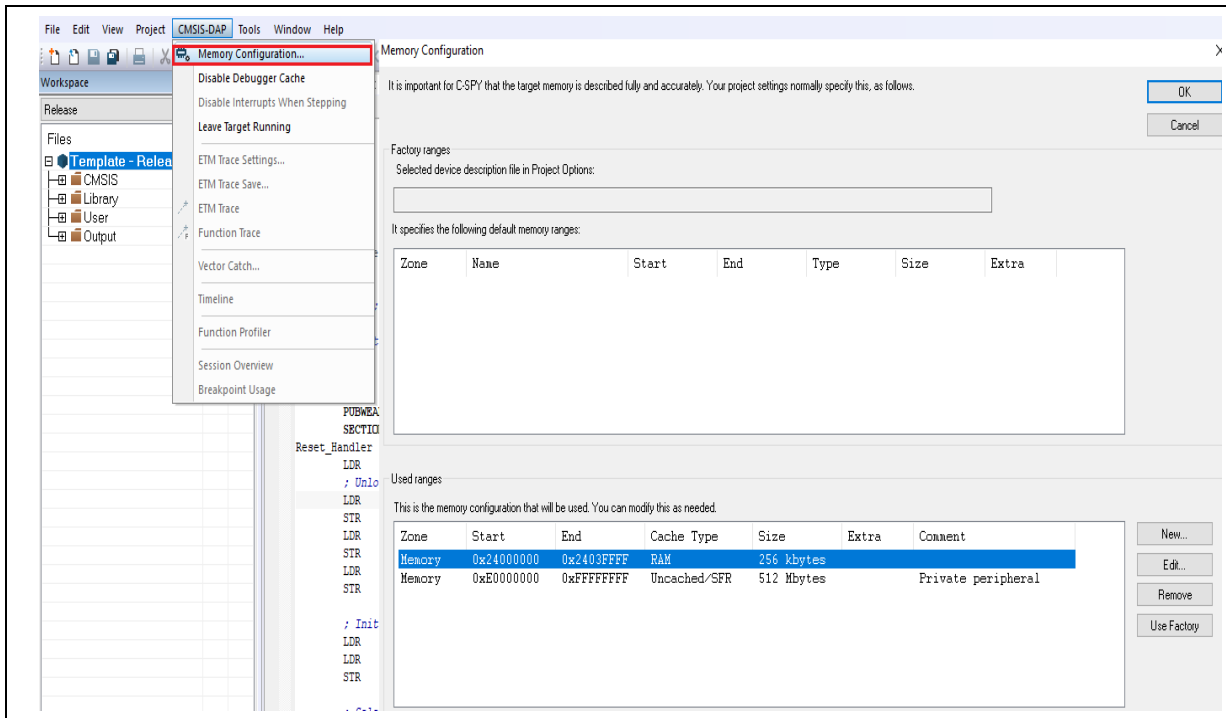 File Edit View Project CMSIS-DAP Tools Window Help
Memory Configuration...
Disable Debugger Cache
Disable Interrupts When Stepping
Leave Target Running
ETM Trace Settings...
ETM Trace Save...
ETM Trace
Function Trace
Vector Catch...
Timeline
Function Profiler
Session Overview
Breakpoint Usage
Workspace
Release
Files
Template - Relea
CMSIS
Library
User
Output
PUBWEA
SECTIO
Reset_Handler
LDR
; Unlo
LDR
STR
LDR
STR
LDR
STR
; Init
LDR
LDR
STR
Memory Configuration
It is important for C-SPY that the target memory is described fully and accurately. Your project settings normally specify this, as follows.
OK
Cancel
Factory ranges
Selected device description file in Project Options:
It specifies the following default memory ranges:
Zone Name Start End Type Size Extra
Used ranges
This is the memory configuration that will be used. You can modify this as needed.
Zone Start End Cache Type Size Extra Comment
Memory 0x24000000 0x2403FFFF RAM 256 kbytes
Memory 0xE0000000 0xFFFFFFFF Uncached/SFR 512 Mbytes Private peripheral
New...
Edit...
Remove
Use Factory